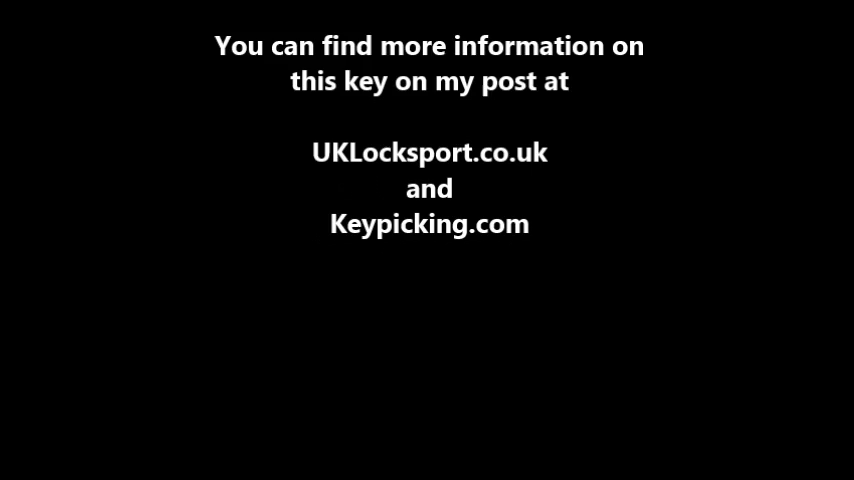 You can find more information on
this key on my post at
UKLocksport.co.uk
and
Keypicking.com